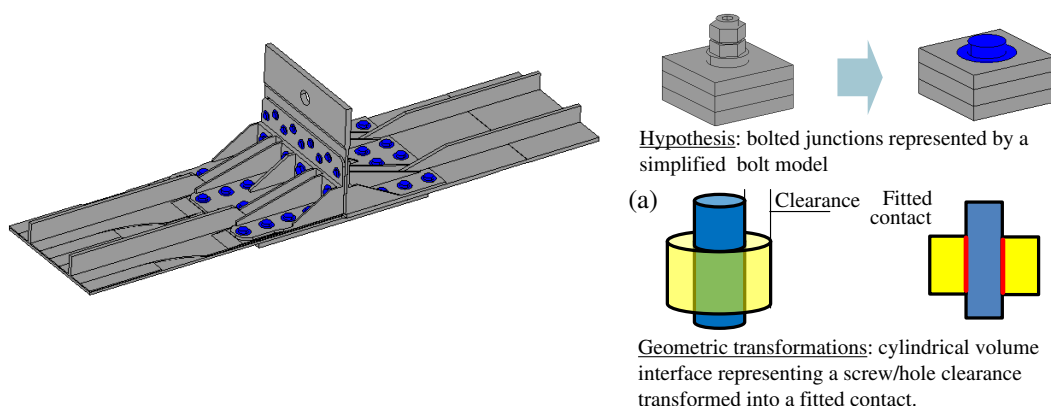 Hypothesis: bolted junctions represented by a
simplified bolt model
(a)
Clearance
Fitted
contact
Geometric transformations: cylindrical volume
interface representing a screw/hole clearance
transformed into a fitted contact.